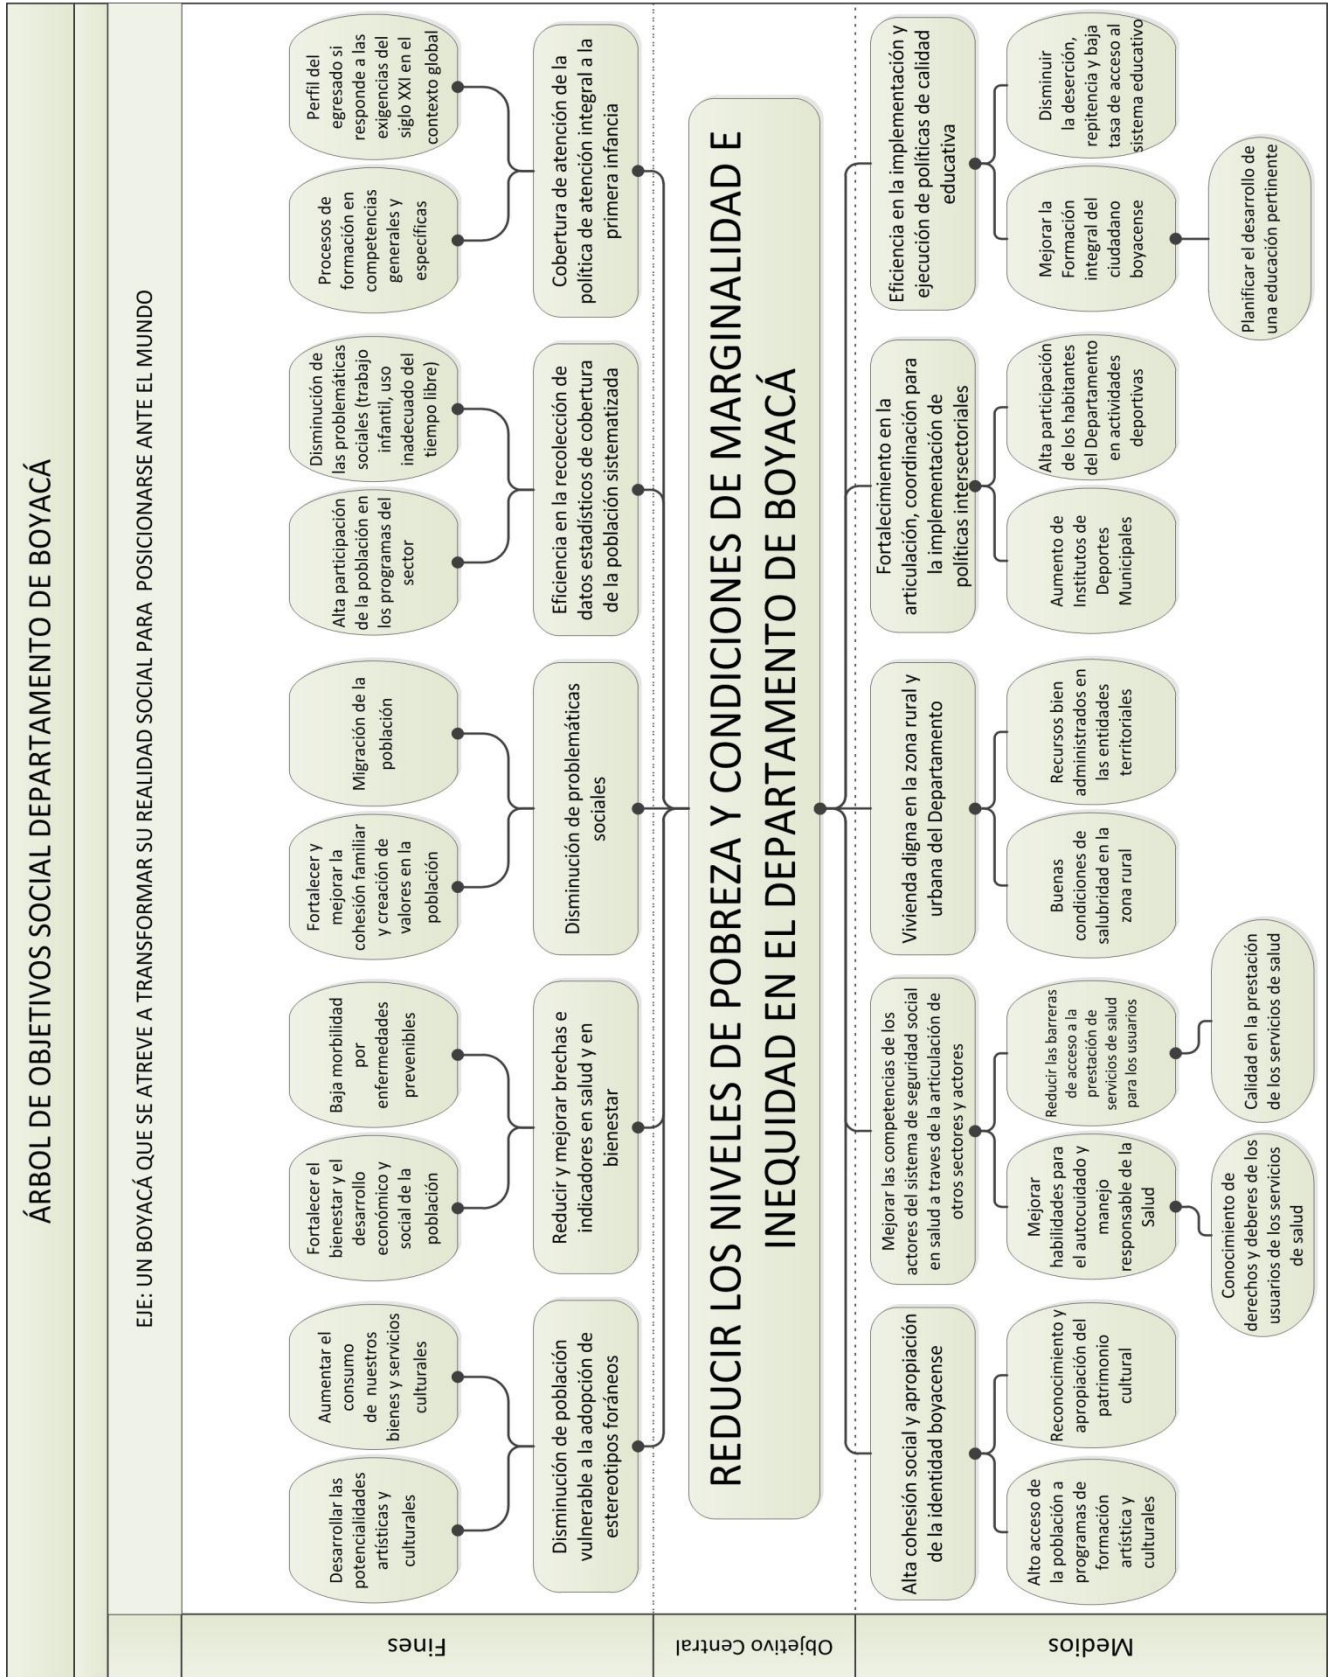 ÁRBOL DE OBJETIVOS SOCIAL DEPARTAMENTO DE BOYACÁ
EJE: UN BOYACÁ QUE SE ATREVE A TRANSFORMAR SU REALIDAD SOCIAL PARA POSICIONARSE ANTE EL MUNDO
Fines
Desarrollar las
potencialidades
artísticas y
culturales
Aumentar el
consumo
de nuestros
bienes y servicios
culturales
Fortalecer el
bienestar y el
desarrollo
económico y
social de la
población
Baja morbilidad
por
enfermedades
prevenibles
Fortalecer y
mejorar la
cohesión familiar
y creación de
valores en la
población
Migración de la
población
Alta participación
de la población en
los programas del
sector
Disminución de
las problemáticas
sociales (trabajo
infantil, uso
inadecuado del
tiempo libre)
Procesos de
formación en
competencias
generales y
específicas
Perfil del
egresado si
responde a las
exigencias del
siglo XXI en el
contexto global
Disminución de población
vulnerable a la adopción de
estereotipos foráneos
Reducir y mejorar brechas e
indicadores en salud y en
bienestar
Disminución de problemáticas
sociales
Eficiencia en la recolección de
datos estadísticos de cobertura
de la población sistematizada
Cobertura de atención de la
política de atención integral a la
primera infancia
Objetivo Central
REDUCIR LOS NIVELES DE POBREZA Y CONDICIONES DE MARGINALIDAD E
INEQUIDAD EN EL DEPARTAMENTO DE BOYACÁ
Medios
Alta cohesión social y apropiación
de la identidad boyacense
Mejorar las competencias de los
actores del sistema de seguridad social
en salud a traves de la articulación de
otros sectores y actores
Vivienda digna en la zona rural y
urbana del Departamento
Fortalecimiento en la
articulación, coordinación para
la implementación de
políticas intersectoriales
Eficiencia en la implementación y
ejecución de políticas de calidad
educativa
Alto acceso de
la población a
programas de
formación
artística y
culturales
Reconocimiento y
apropiación del
patrimonio
cultural
Mejorar
habilidades para
el autocuidado y
manejo
responsable de la
Salud
Reducir las barreras
de acceso a la
prestación de
servicios de salud
para los usuarios
Buenas
condiciones de
salubridad en la
zona rural
Recursos bien
administrados en
las entidades
territoriales
Aumento de
Institutos de
Deportes
Municipales
Alta participación
de los habitantes
del Departamento
en actividades
deportivas
Mejorar la
Formación
integral del
ciudadano
boyacense
Disminuir
la deserción,
repitencia y baja
tasa de acceso al
sistema educativo
Conocimiento de
derechos y deberes de los
usuarios de los servicios
de salud
Calidad en la prestación
de los servicios de salud
Planificar el desarrollo de
una educación pertinente